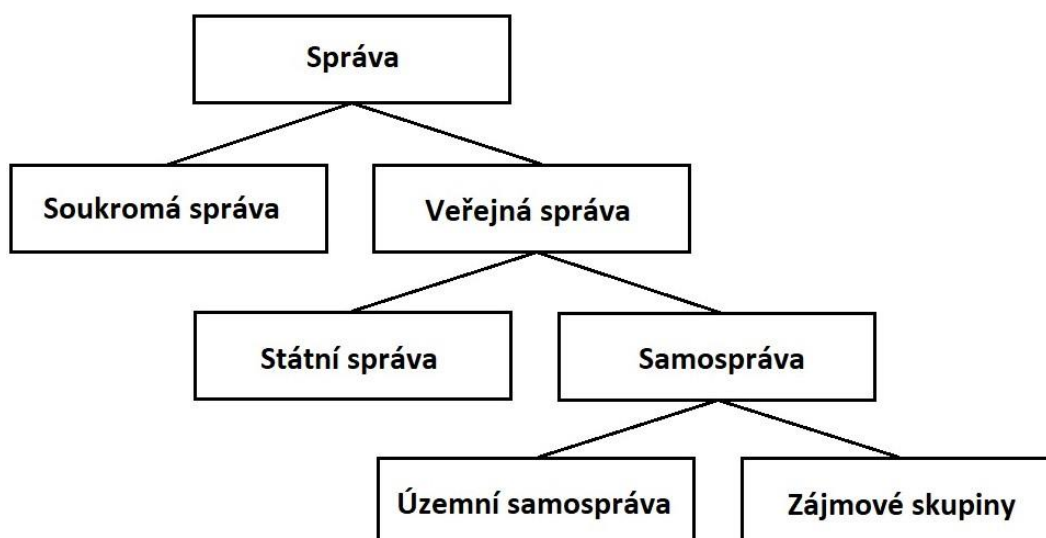 Správa
Soukromá správa
Veřejná správa
Státní správa
Samospráva
Územní samospráva
Zájmové skupiny